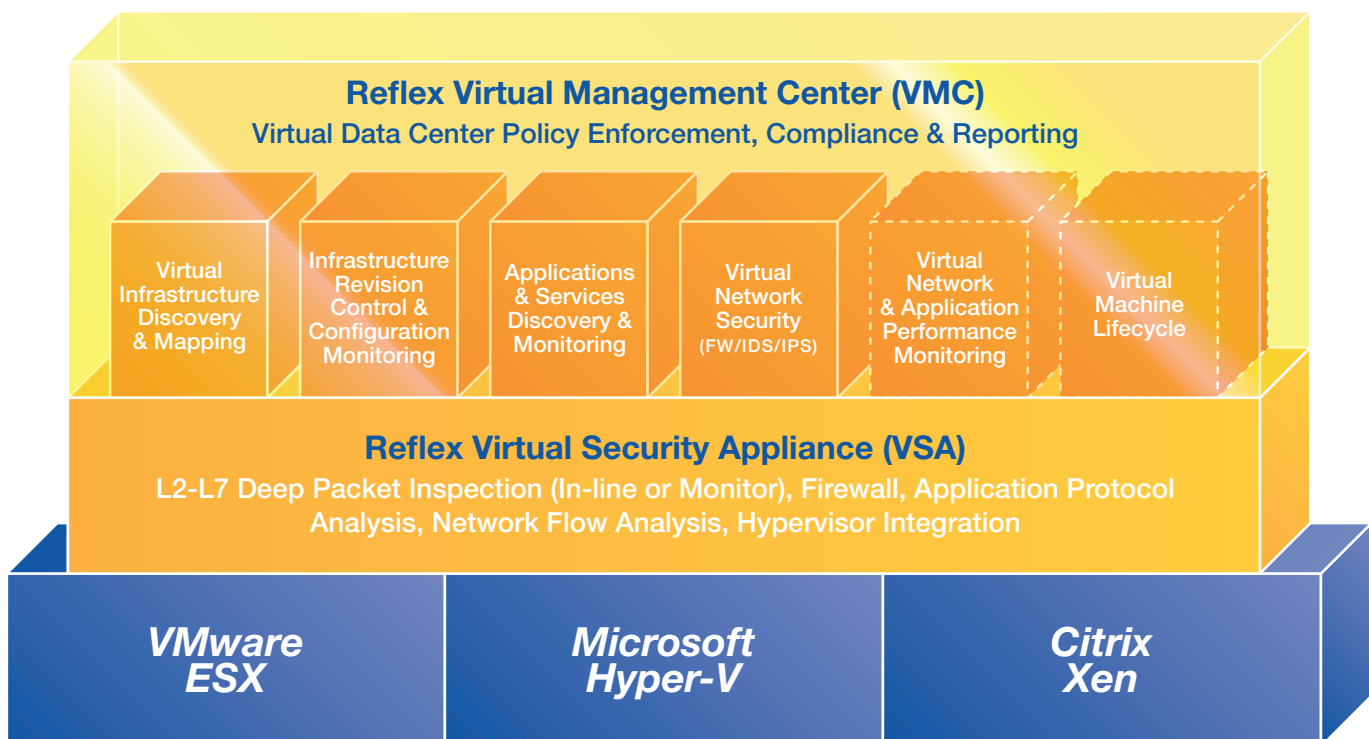 Reflex Virtual Management Center (VMC)
Virtual Data Center Policy Enforcement, Compliance & Reporting
Virtual
Infrastructure
Discovery
& Mapping
Infrastructure
Revision
Control &
Configuration
Monitoring
Applications
& Services
Discovery &
Monitoring
Virtual
Network
Security
(FW/IDS/IPS)
Virtual
Network
& Application
Performance
Monitoring
Virtual
Machine
Lifecycle
Reflex Virtual Security Appliance (VSA)
L2-L7 Deep Packet Inspection (In-line or Monitor), Firewall, Application Protocol
Analysis, Network Flow Analysis, Hypervisor Integration
VMware
ESX
Microsoft
Hyper-V
Citrix
Xen